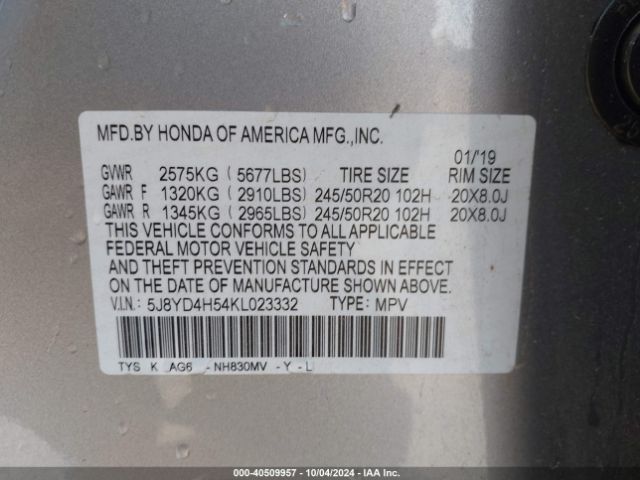 MFD.BY HONDA OF AMERICA MFG.,INC.
01/'19
GVWR 2575KG ( 5677LBS) TIRE SIZE RIM SIZE
GAWR F 1320KG ( 2910LBS) 245/50R20 102H 20X8.0J
GAWR R 1345KG ( 2965LBS) 245/50R20 102H 20X8.0J
THIS VEHICLE CONFORMS TO ALL APPLICABLE
FEDERAL MOTOR VEHICLE SAFETY
AND THEFT PREVENTION STANDARDS IN EFFECT
ON THE DATE OF MANUFACTURE SHOWN ABOVE.
V.I.N.: 5J8YD4H54KL023332 TYPE: MPV
TYS K _AG6 _- NH830MV -Y -L
© - 40509957 - 10/04/2024 - IAA Inc.